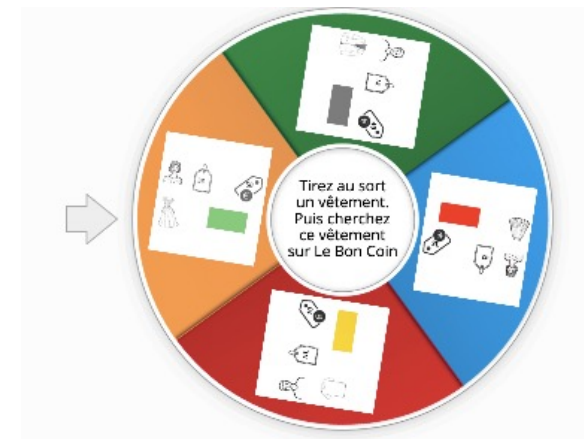 Tirez au sort
un vêtement.
Puis cherchez
ce vêtement
sur Le Bon Coin